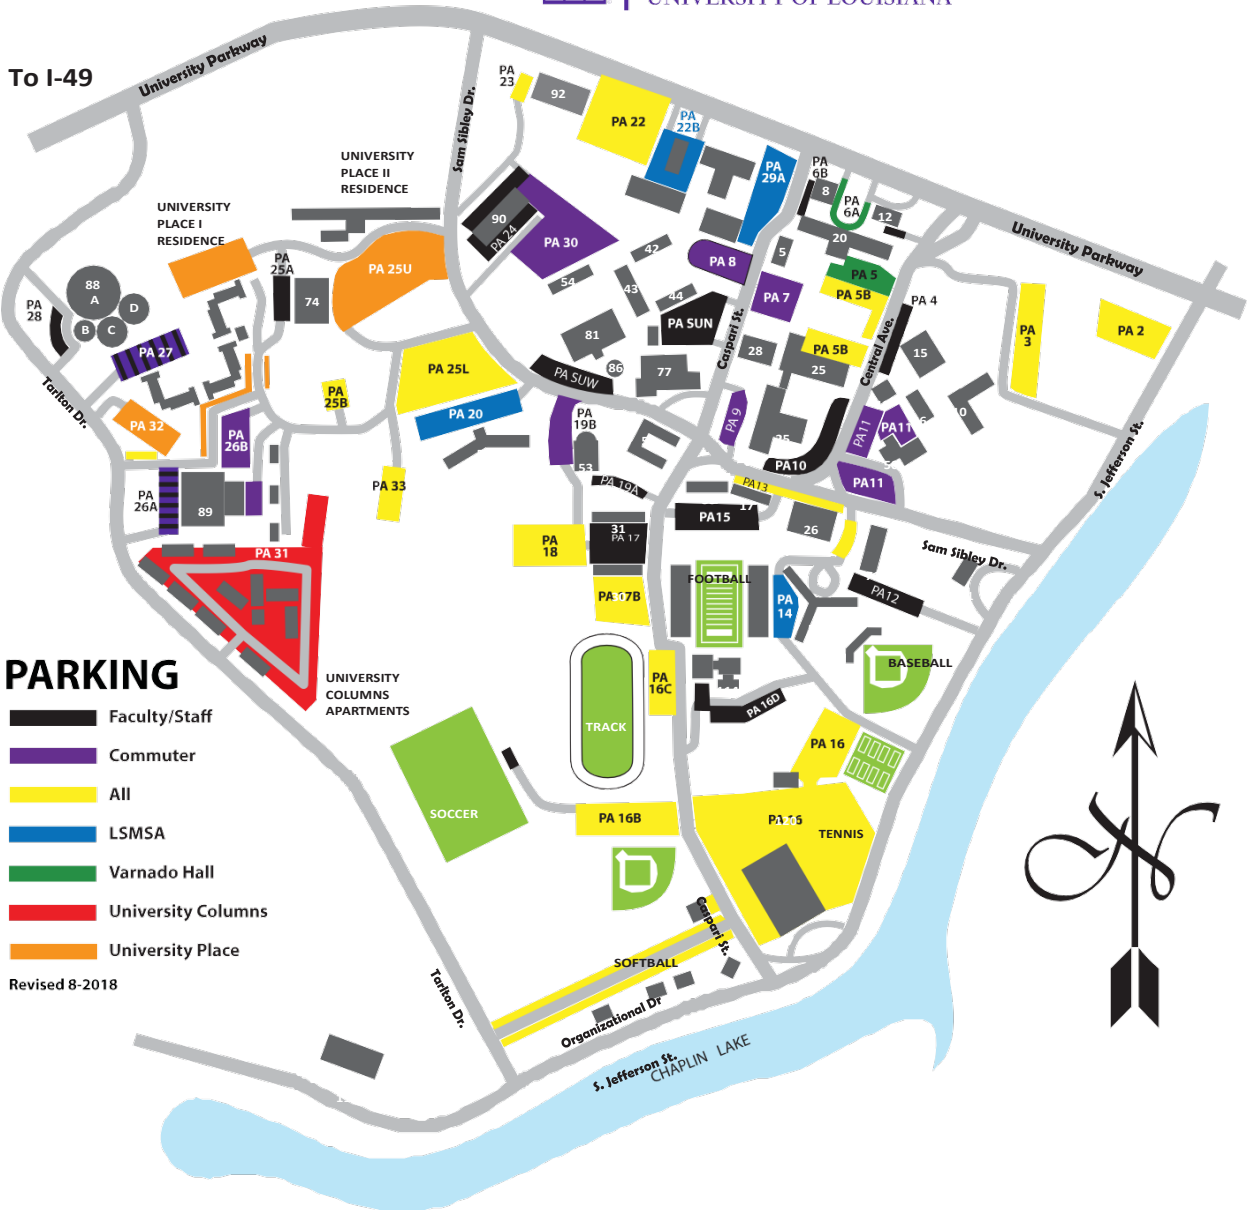 UNIVERSITY OF LOUISIANA
To I-49
University Parkway
Sam Sibley Dr.
PA
23
92
PA 22
PA
22B
PA
29A
PA
6B
8
PA
6A
12
20
University Parkway
UNIVERSITY
PLACE II
RESIDENCE
UNIVERSITY
PLACE I
RESIDENCE
90
PA 24
PA 30
42
54
43
44
PA 8
5
PA 7
PA 5
PA 5B
PA 4
PA
3
PA 2
PA
25A
74
PA 25U
88
A
B
C
D
PA
28
PA 27
PA SUN
81
86
77
PA SUW
Caspari St.
28
PA 5B
25
Central Ave.
15
Tarlton Dr.
PA 25L
PA
25B
PA 20
PA 32
PA
26B
PA
19B
53
PA 9
PA10
PA11
PA11
PA11
PA 33
PA
26A
89
PA 19A
PA13
17
PA15
26
S. Jefferson St.
Sam Sibley Dr.
PA 31
PA
18
31
PA 17
PA 17B
FOOTBALL
PA
14
PA12
BASEBALL
PARKING
UNIVERSITY
COLUMNS
APARTMENTS
PA
16C
PA 16D
TRACK
PA 16
Faculty/Staff
Commuter
All
LSMSA
Varnado Hall
University Columns
University Place
Revised 8-2018
SOCCER
PA 16B
PA 16
TENNIS
Caspari St.
SOFTBALL
Tarlton Dr.
Organizational Dr
S. Jefferson St.
CHAPLIN LAKE